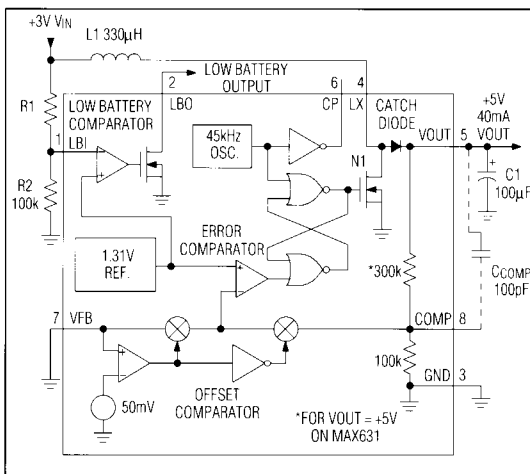 +3V VIN
L1 330μH
2
LBO
LOW BATTERY
OUTPUT
6
CP
4
LX
R1
LOW BATTERY
COMPARATOR
1
LBI
45kHz
OSC.
CATCH
DIODE
VOUT
5
+5V
40mA
VOUT
N1
+
C1
100μF
R2
100k
−
+
1.31V
REF.
ERROR
COMPARATOR
+
−
*300k
CCOMP
100pF
7
VFB
COMP
8
+
−
50mV
OFFSET
COMPARATOR
100k
GND
3
*FOR VOUT = +5V
ON MAX631